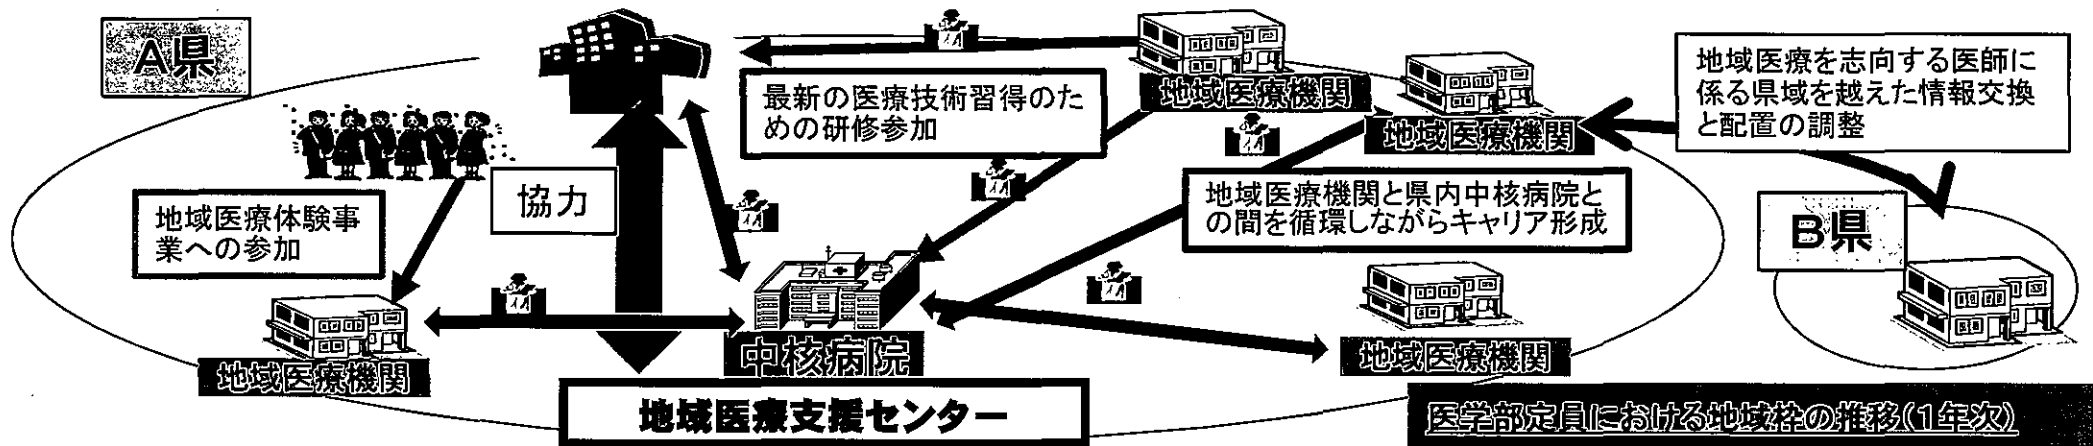 A県
地域医療機関
地域医療機関
地域医療を志向する医師に
係る県域を越えた情報交換
と配置の調整
最新の医療技術習得のた
めの研修参加
協力
地域医療体験事
業への参加
地域医療機関と県内中核病院と
の間を循環しながらキャリア形成
B県
地域医療機関
中核病院
地域医療機関
地域医療支援センター
医学部定員における地域枠の推移(1年次)